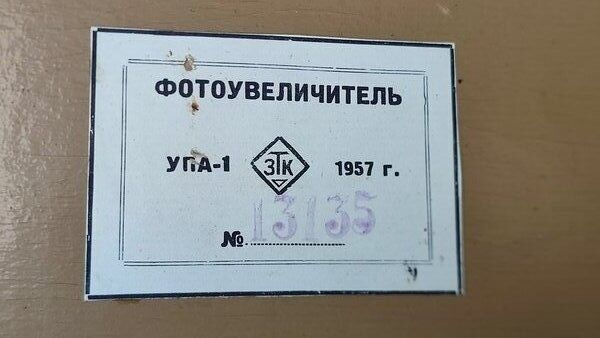 ФОТОУВЕЛИЧИТЕЛЬ
УПА-1 ЗТК 1957 г.
№ 13135